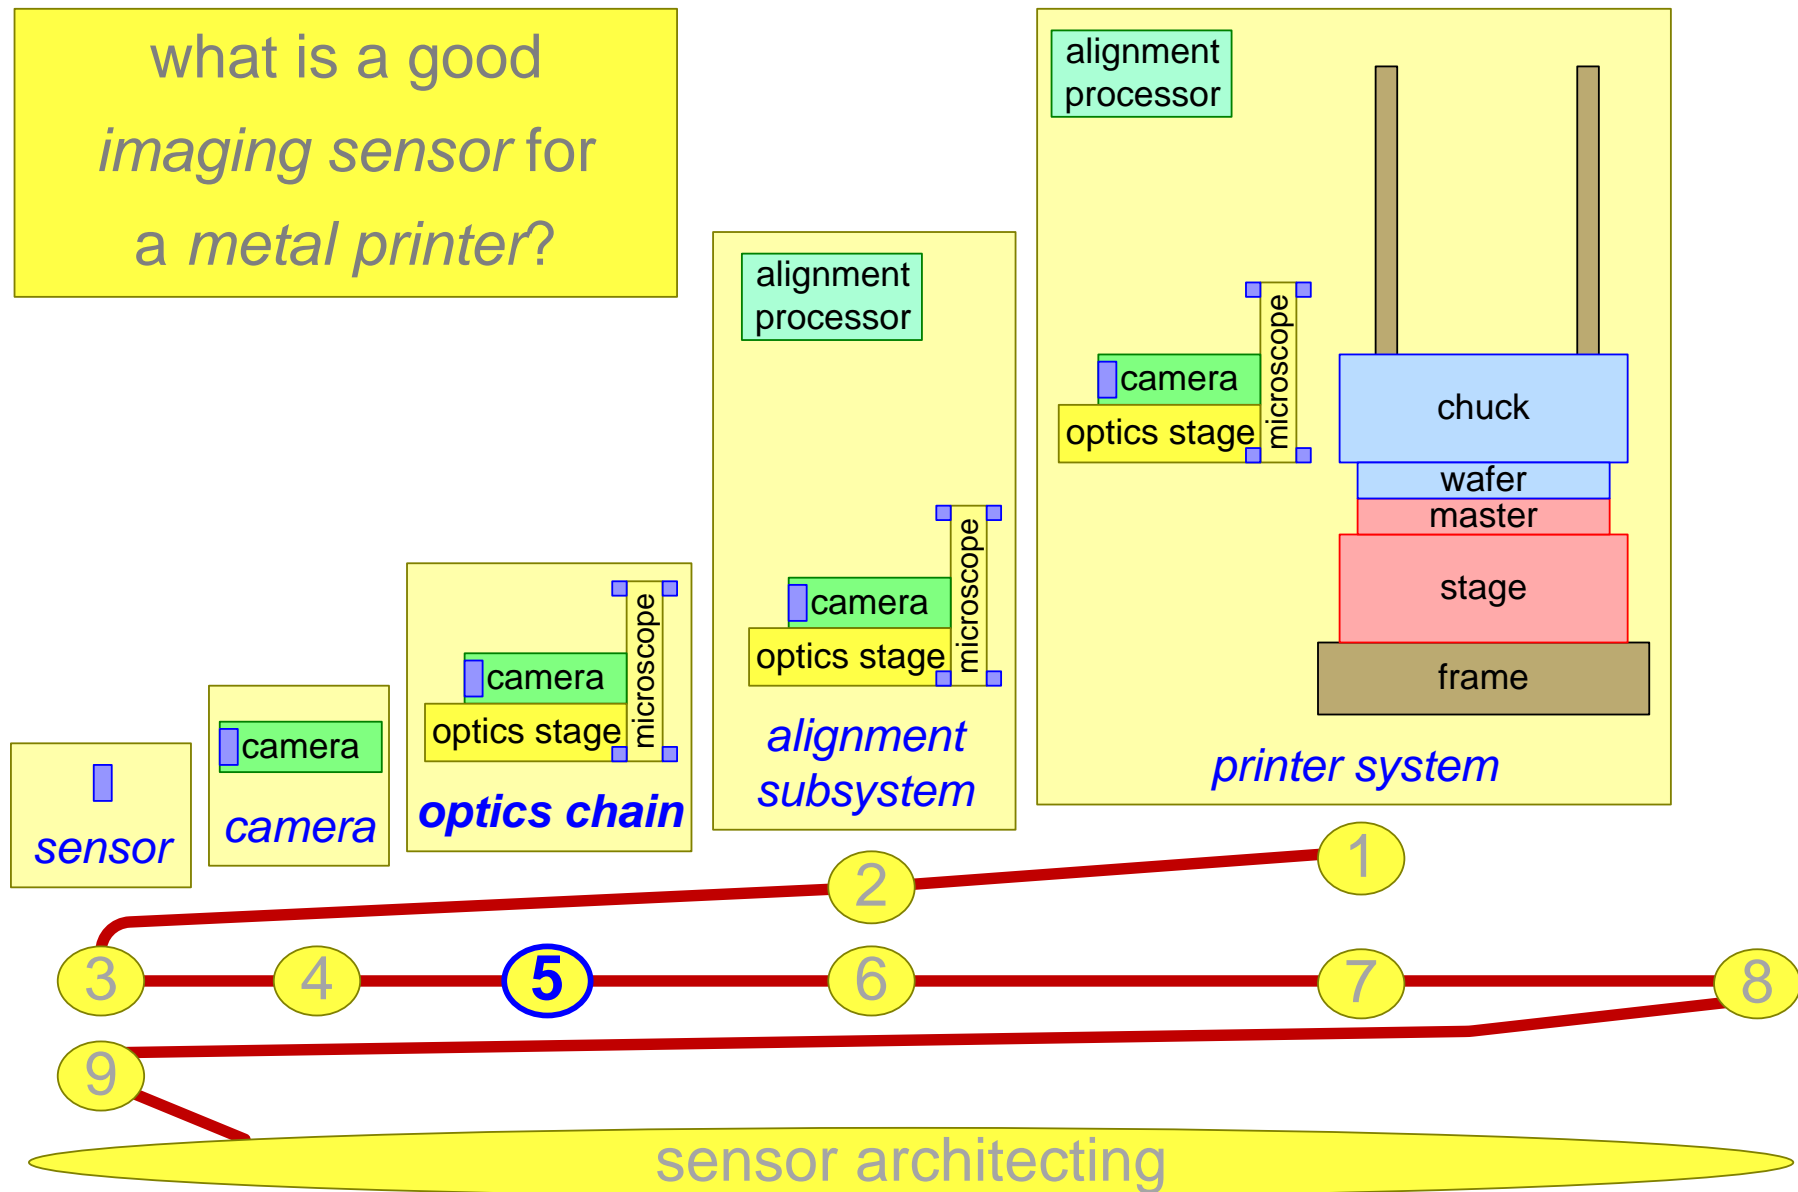 what is a good
imaging sensor for
a metal printer?
alignment
processor
microscope
camera
optics stage
chuck
wafer
master
stage
frame
printer system
alignment
processor
microscope
camera
optics stage
alignment
subsystem
microscope
camera
optics stage
optics chain
camera
camera
sensor
1
2
3
4
5
6
7
8
9
sensor architecting